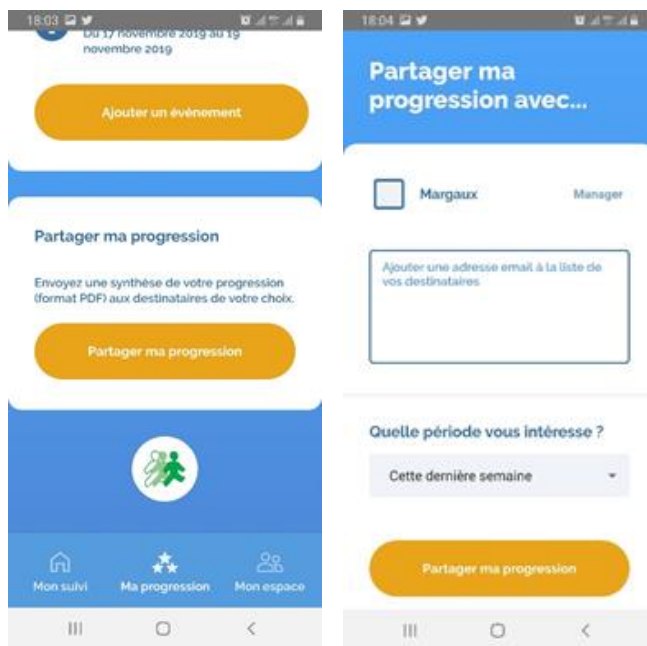 18:03
Du 17 novembre 2019 au 19
novembre 2019
Ajouter un événement
Partager ma progression
Envoyez une synthèse de votre progression
(format PDF) aux destinataires de votre choix.
Partager ma progression
Mon suivi
Ma progression
Mon espace
18:04
Partager ma
progression avec...
Margaux
Manager
Ajouter une adresse email à la liste de
vos destinataires
Quelle période vous intéresse ?
Cette dernière semaine
Partager ma progression